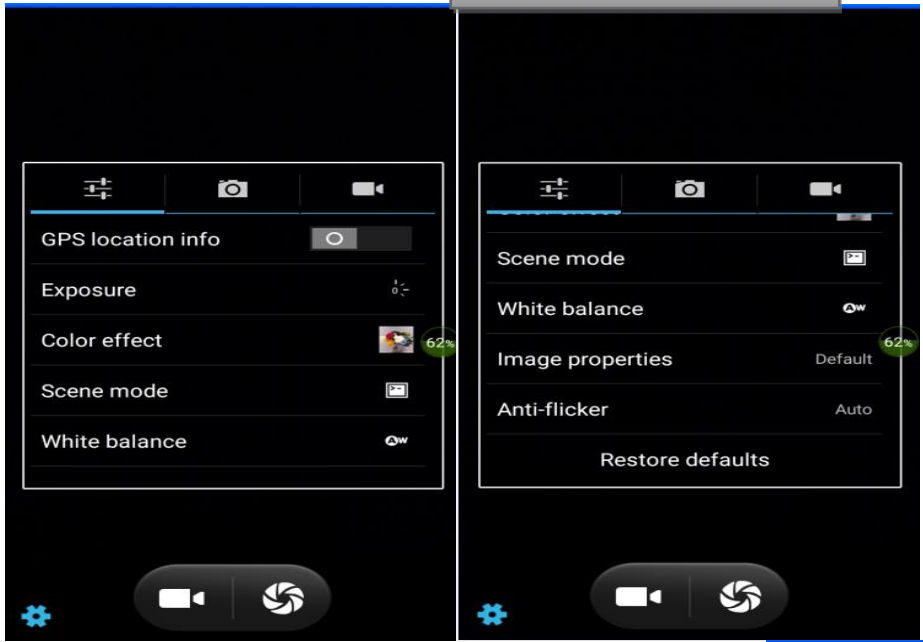 GPS location info
Exposure
Color effect
62%
Scene mode
White balance
Scene mode
White balance
62%
Image properties Default
Anti-flicker Auto
Restore defaults